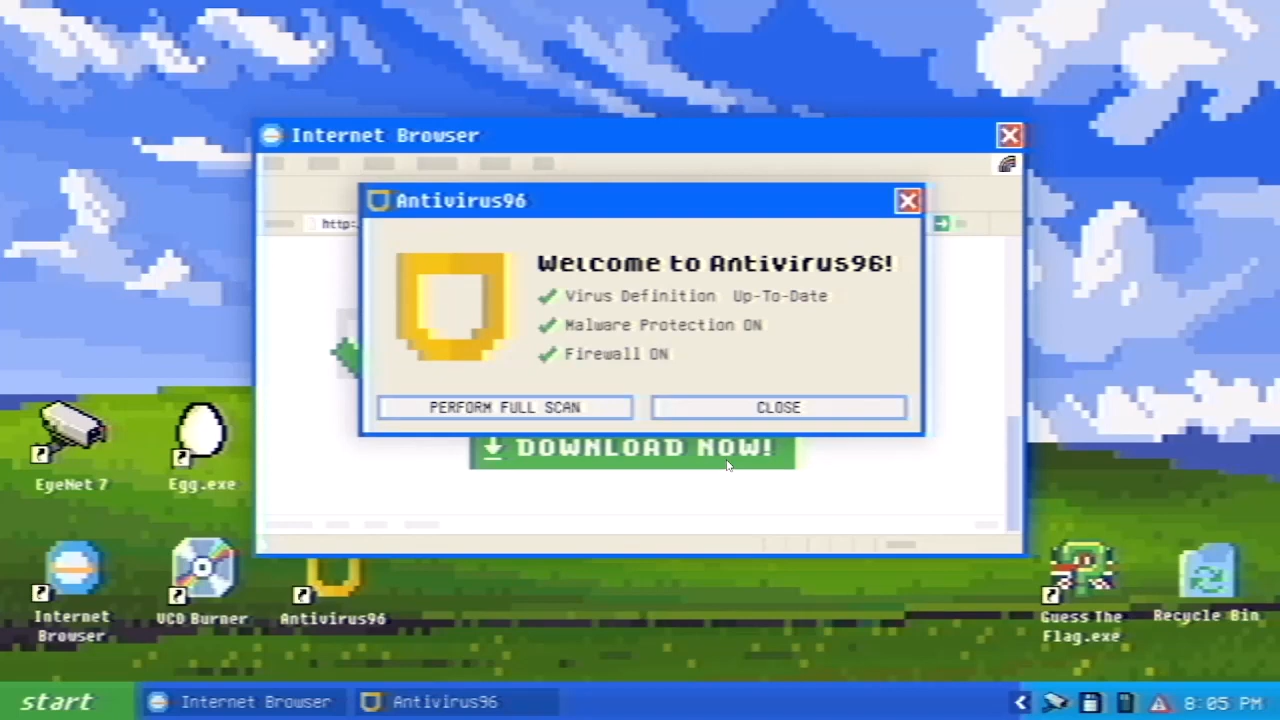 Internet Browser
Antivirus96
http:
Welcome to Antivirus96!
Virus Definition Up-To-Date
Malware Protection ON
Firewall ON
PERFORM FULL SCAN
CLOSE
DOWNLOAD NOW!
EyeNet 7
Egg.exe
Internet
Browser
VCD Burner
Antivirus96
Guess The
Flag.exe
Recycle Bin
start
Internet Browser
Antivirus96
8:05 PM